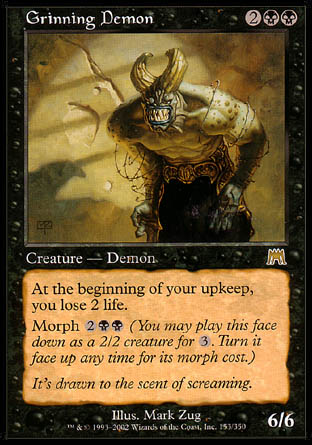 Grinning Demon 2
Creature — Demon
At the beginning of your upkeep,
you lose 2 life.
Morph 2 (You may play this face
down as a 2/2 creature for 3. Turn it
face up any time for its morph cost.)
It's drawn to the scent of screaming.
Illus. Mark Zug
™ & © 1993–2002 Wizards of the Coast, Inc. 153/350
6/6